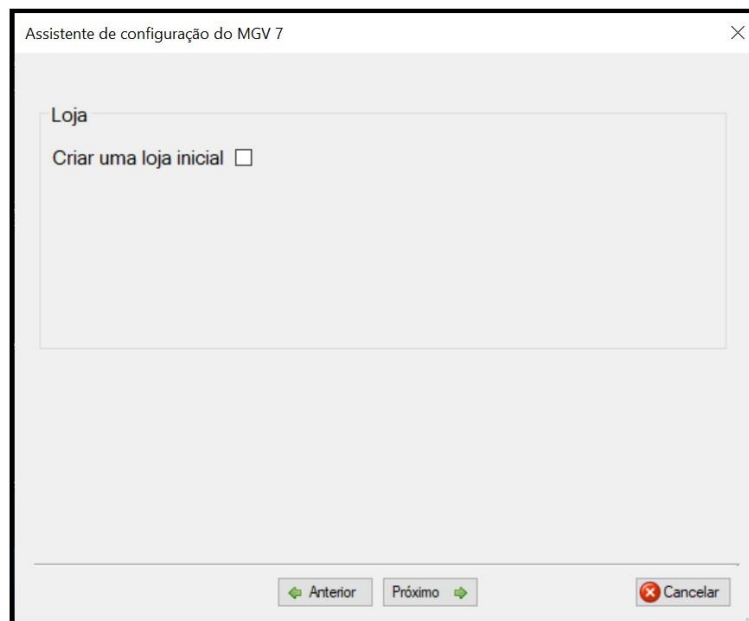 Assistente de configuração do MGV 7
Loja
Criar uma loja inicial
Anterior Próximo Cancelar